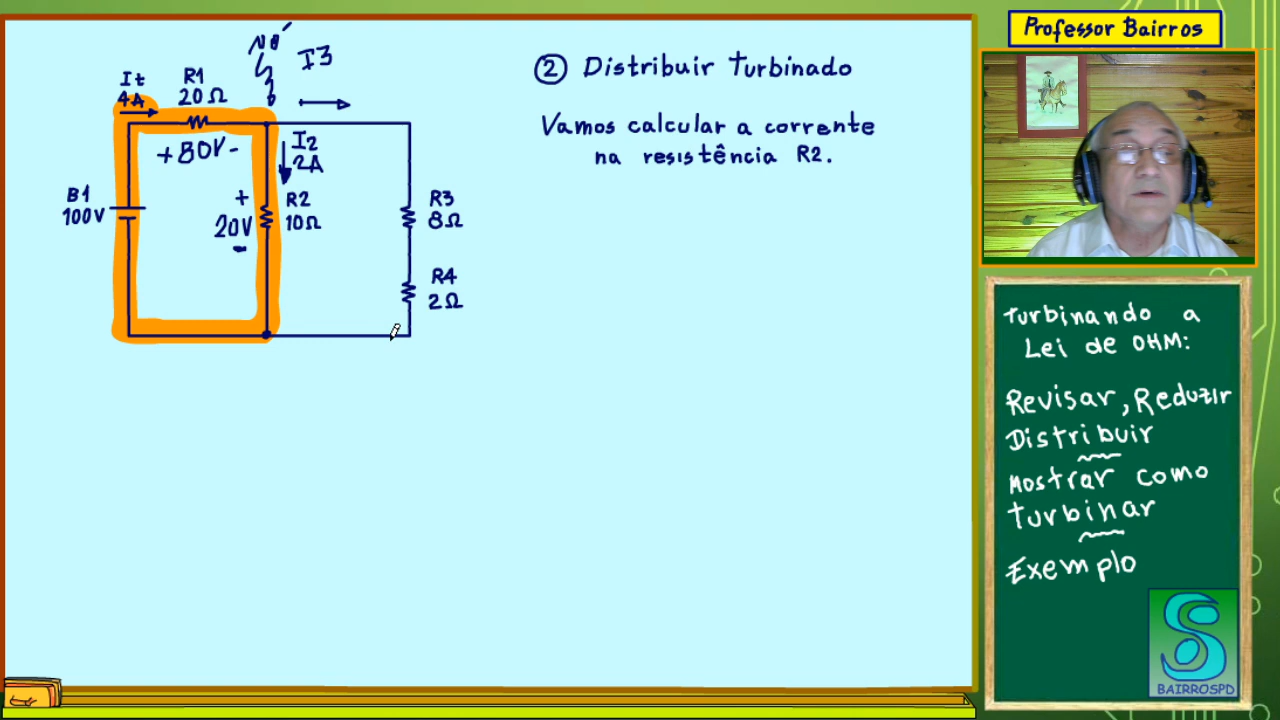 NÓ
I3
It
4A
R1
20Ω
+80V-
I2
2A
B1
100V
+
20V
-
R2
10Ω
R3
8Ω
R4
2Ω
② Distribuir Turbinado
Vamos calcular a corrente
na resistência R2.
Professor Bairros
Turbinando a
Lei de OHM:
Revisar, Reduzir
Distribuir
Mostrar como
Turbinar
Exemplo
BAIRROSPD